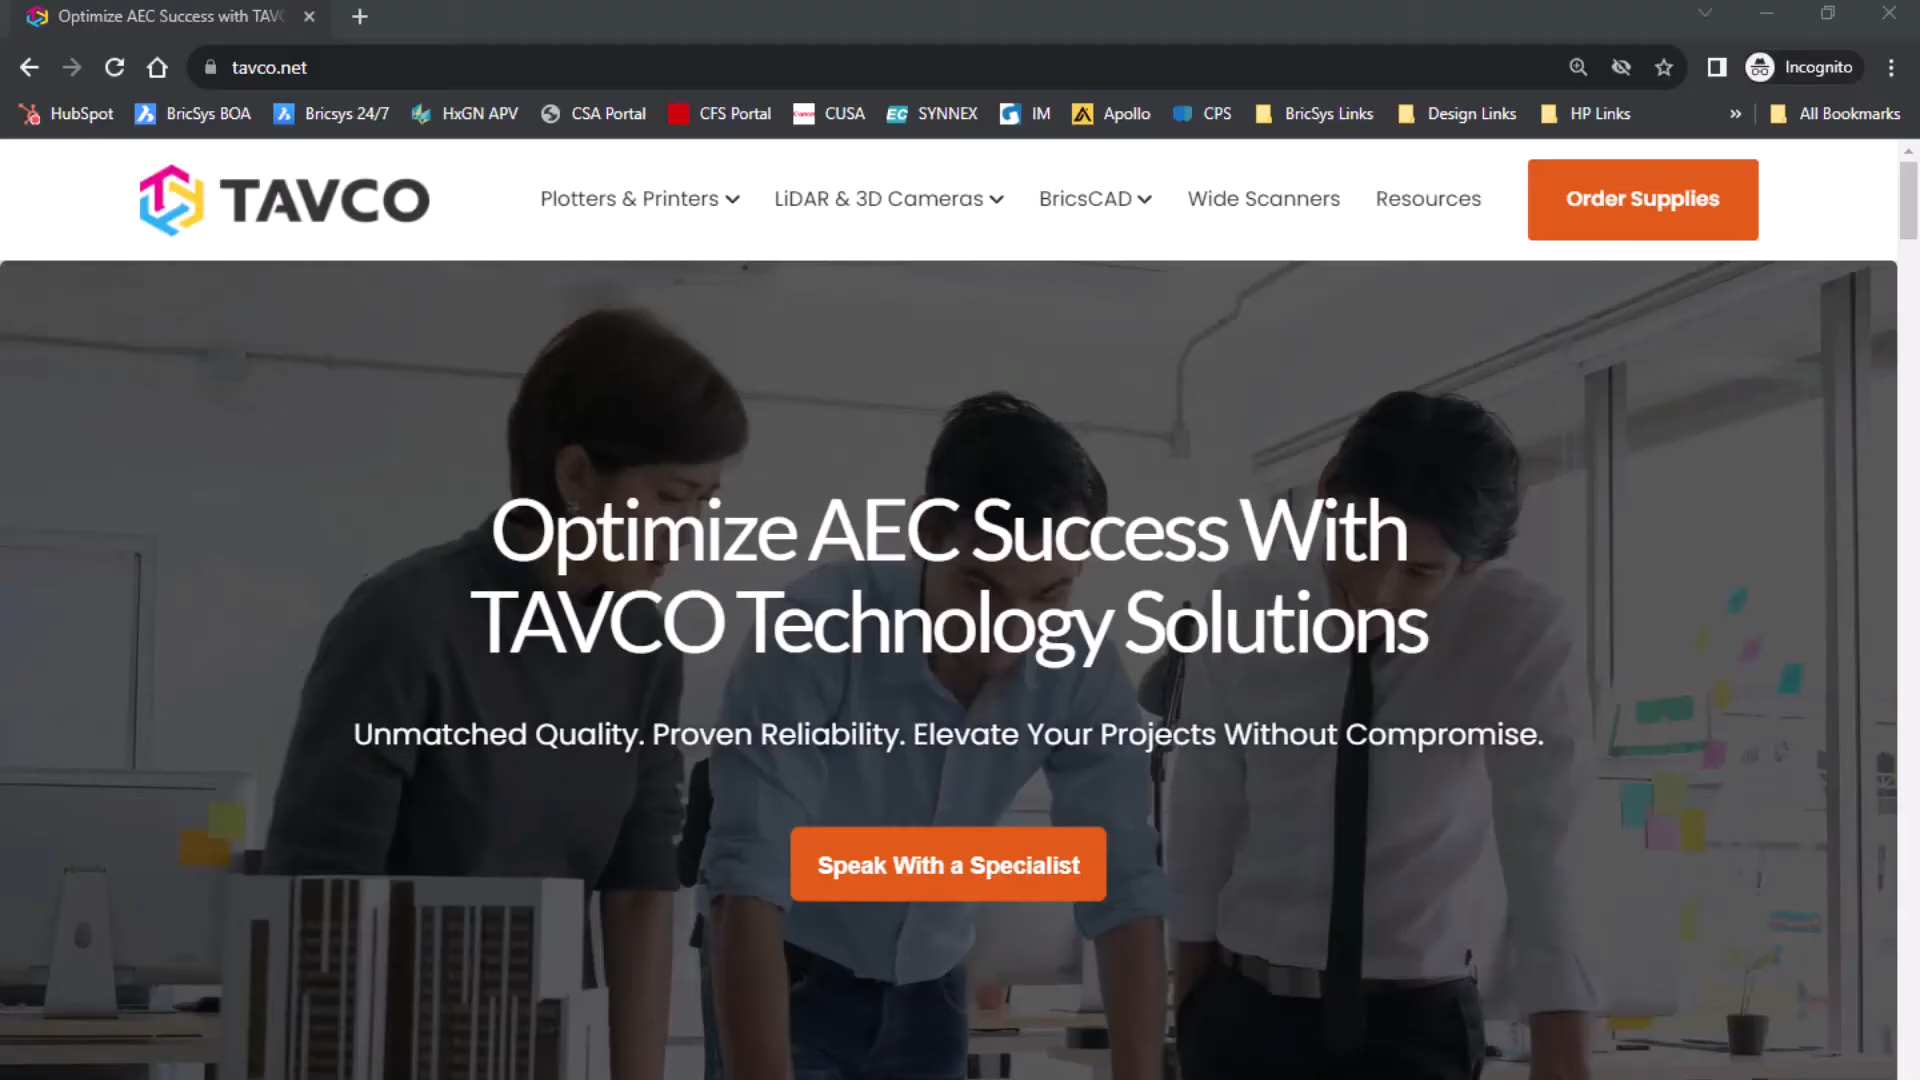 Optimize AEC Success with TAV
tavco.net
Incognito
HubSpot BricSys BOA Bricsys 24/7 HxGN APV CSA Portal CFS Portal CUSA SYNNEX IM Apollo CPS BricSys Links Design Links HP Links » All Bookmarks
TAVCO Plotters & Printers LiDAR & 3D Cameras BricsCAD Wide Scanners Resources Order Supplies
Optimize AEC Success With
TAVCO Technology Solutions
Unmatched Quality. Proven Reliability. Elevate Your Projects Without Compromise.
Speak With a Specialist